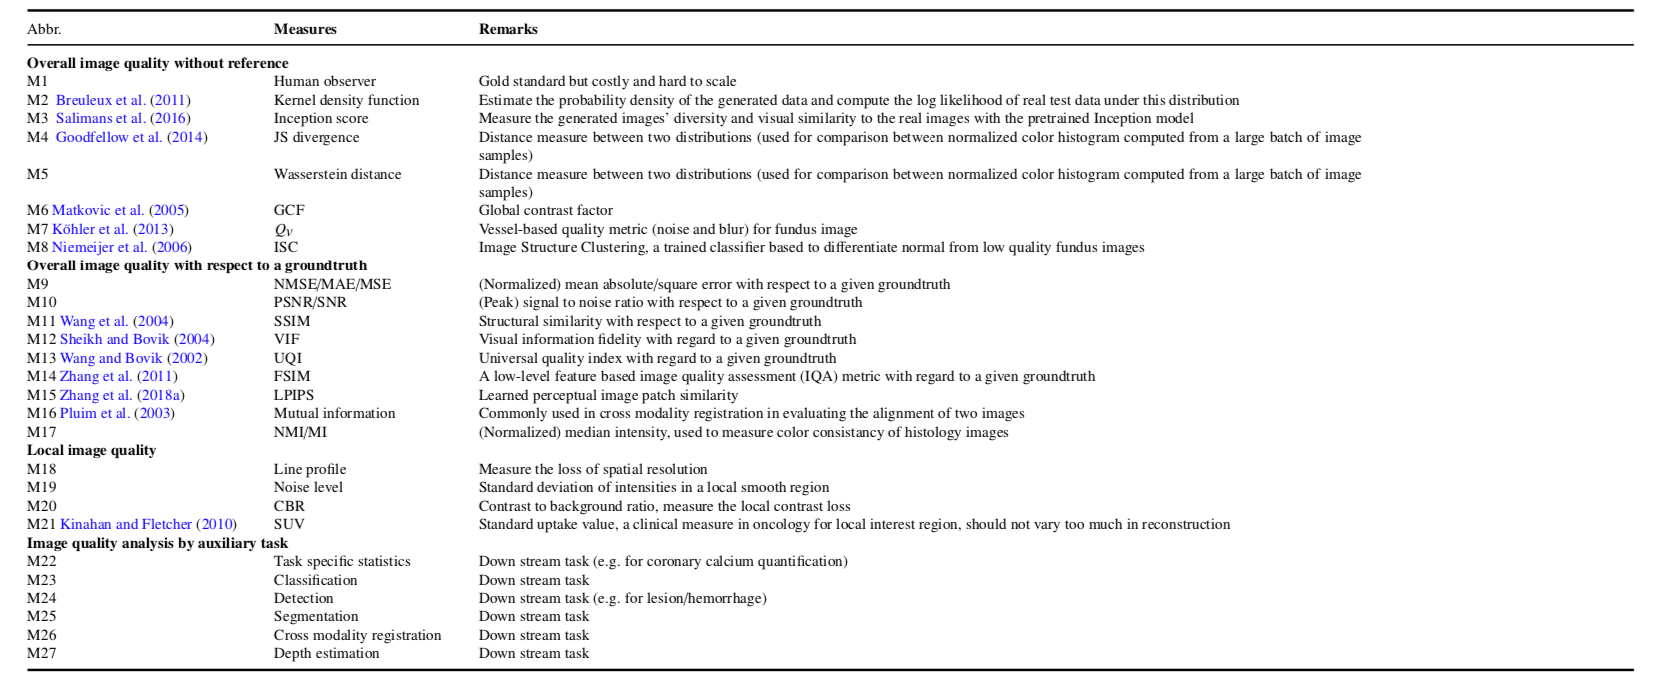 Abbr. Measures Remarks
Overall image quality without reference
M1 Human observer Gold standard but costly and hard to scale
M2 Breuleux et al. (2011) Kernel density function Estimate the probability density of the generated data and compute the log likelihood of real test data under this distribution
M3 Salimans et al. (2016) Inception score Measure the generated images' diversity and visual similarity to the real images with the pretrained Inception model
M4 Goodfellow et al. (2014) JS divergence Distance measure between two distributions (used for comparison between normalized color histogram computed from a large batch of image
samples)
M5 Wasserstein distance Distance measure between two distributions (used for comparison between normalized color histogram computed from a large batch of image
samples)
M6 Matkovic et al. (2005) GCF Global contrast factor
M7 Köhler et al. (2013) Qv Vessel-based quality metric (noise and blur) for fundus image
M8 Niemeijer et al. (2006) ISC Image Structure Clustering, a trained classifier based to differentiate normal from low quality fundus images
Overall image quality with respect to a groundtruth
M9 NMSE/MAE/MSE (Normalized) mean absolute/square error with respect to a given groundtruth
M10 PSNR/SNR (Peak) signal to noise ratio with respect to a given groundtruth
M11 Wang et al. (2004) SSIM Structural similarity with respect to a given groundtruth
M12 Sheikh and Bovik (2004) VIF Visual information fidelity with regard to a given groundtruth
M13 Wang and Bovik (2002) UQI Universal quality index with regard to a given groundtruth
M14 Zhang et al. (2011) FSIM A low-level feature based image quality assessment (IQA) metric with regard to a given groundtruth
M15 Zhang et al. (2018a) LPIPS Learned perceptual image patch similarity
M16 Pluim et al. (2003) Mutual information Commonly used in cross modality registration in evaluating the alignment of two images
M17 NMI/MI (Normalized) median intensity, used to measure color consistancy of histology images
Local image quality
M18 Line profile Measure the loss of spatial resolution
M19 Noise level Standard deviation of intensities in a local smooth region
M20 CBR Contrast to background ratio, measure the local contrast loss
M21 Kinahan and Fletcher (2010) SUV Standard uptake value, a clinical measure in oncology for local interest region, should not vary too much in reconstruction
Image quality analysis by auxiliary task
M22 Task specific statistics Down stream task (e.g. for coronary calcium quantification)
M23 Classification Down stream task
M24 Detection Down stream task (e.g. for lesion/hemorrhage)
M25 Segmentation Down stream task
M26 Cross modality registration Down stream task
M27 Depth estimation Down stream task